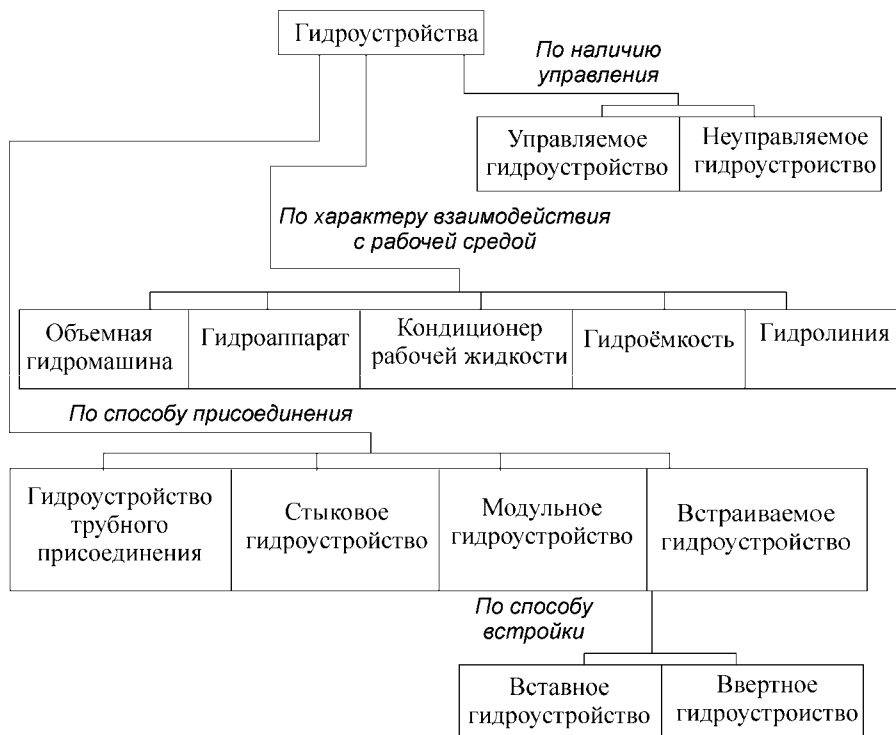 Гидроустройства
По наличию
управления
Управляемое
гидроустройство
Неуправляемое
гидроустроиство
По характеру взаимодействия
с рабочей средой
Объемная
гидромашина
Гидроаппарат
Кондиционер
рабочей жидкости
Гидроёмкость
Гидролиния
По способу присоединения
Гидроустройство
трубного
присоединения
Стыковое
гидроустройство
Модульное
гидроустройство
Встраиваемое
гидроустройство
По способу
встройки
Вставное
гидроустройство
Ввертное
гидроустроиство